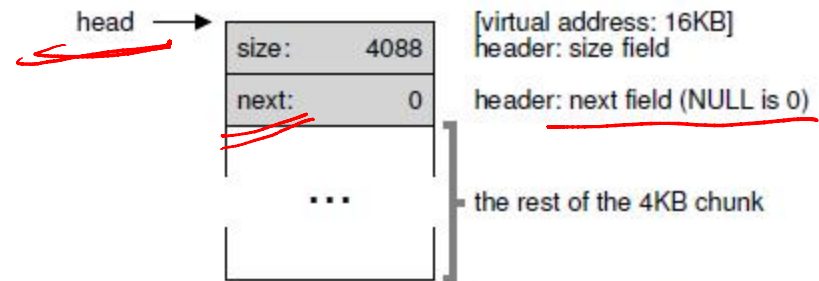 head
[virtual address: 16KB]
size: 4088
header: size field
next: 0
header: next field (NULL is 0)
...
the rest of the 4KB chunk